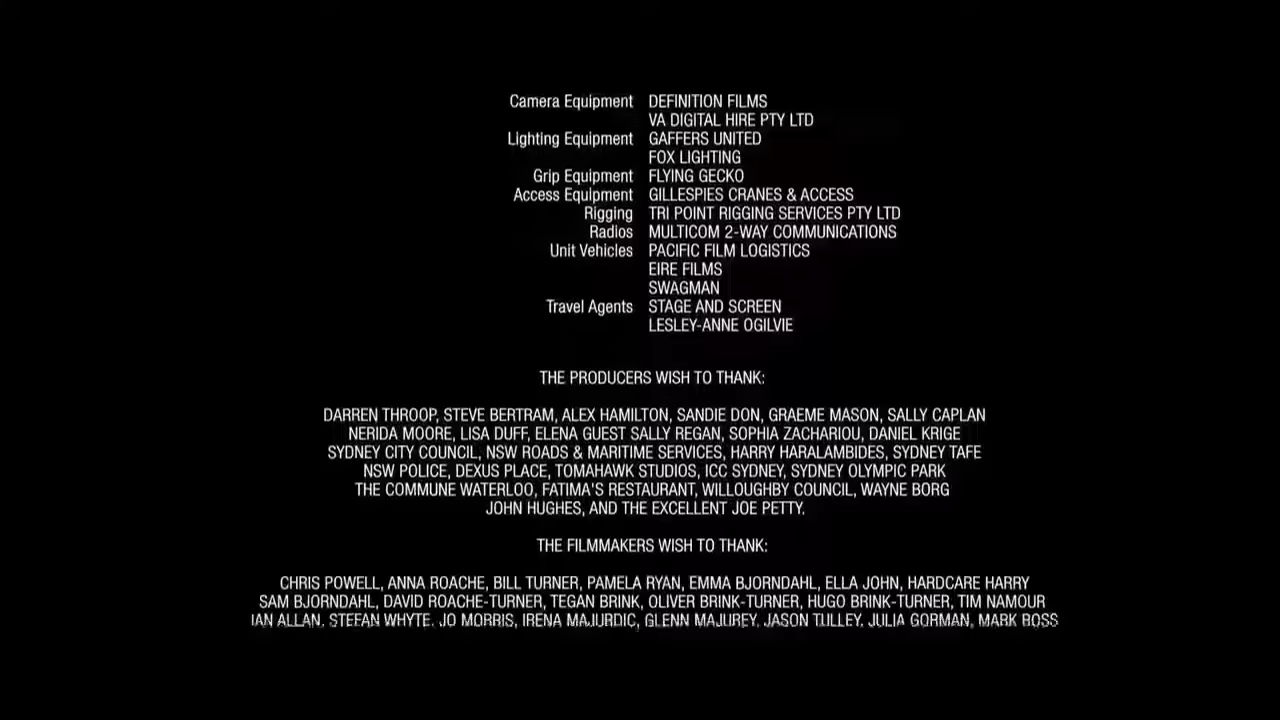 Camera Equipment DEFINITION FILMS
VA DIGITAL HIRE PTY LTD
Lighting Equipment GAFFERS UNITED
FOX LIGHTING
Grip Equipment FLYING GECKO
Access Equipment GILLESPIES CRANES & ACCESS
Rigging TRI POINT RIGGING SERVICES PTY LTD
Radios MULTICOM 2-WAY COMMUNICATIONS
Unit Vehicles PACIFIC FILM LOGISTICS
EIRE FILMS
SWAGMAN
Travel Agents STAGE AND SCREEN
LESLEY-ANNE OGILVIE
THE PRODUCERS WISH TO THANK:
DARREN THROOP, STEVE BERTRAM, ALEX HAMILTON, SANDIE DON, GRAEME MASON, SALLY CAPLAN
NERIDA MOORE, LISA DUFF, ELENA GUEST SALLY REGAN, SOPHIA ZACHARIOU, DANIEL KRIGE
SYDNEY CITY COUNCIL, NSW ROADS & MARITIME SERVICES, HARRY HARALAMBIDES, SYDNEY TAFE
NSW POLICE, DEXUS PLACE, TOMAHAWK STUDIOS, ICC SYDNEY, SYDNEY OLYMPIC PARK
THE COMMUNE WATERLOO, FATIMA'S RESTAURANT, WILLOUGHBY COUNCIL, WAYNE BORG
JOHN HUGHES, AND THE EXCELLENT JOE PETTY.
THE FILMMAKERS WISH TO THANK:
CHRIS POWELL, ANNA ROACHE, BILL TURNER, PAMELA RYAN, EMMA BJORNDAHL, ELLA JOHN, HARDCARE HARRY
SAM BJORNDAHL, DAVID ROACHE-TURNER, TEGAN BRINK, OLIVER BRINK-TURNER, HUGO BRINK-TURNER, TIM NAMOUR
IAN ALLAN, STEFAN WHYTE, JO MORRIS, IRENA MAJURDIC, GLENN MAJUREY, JASON TULLEY, JULIA GORMAN, MARK ROSS